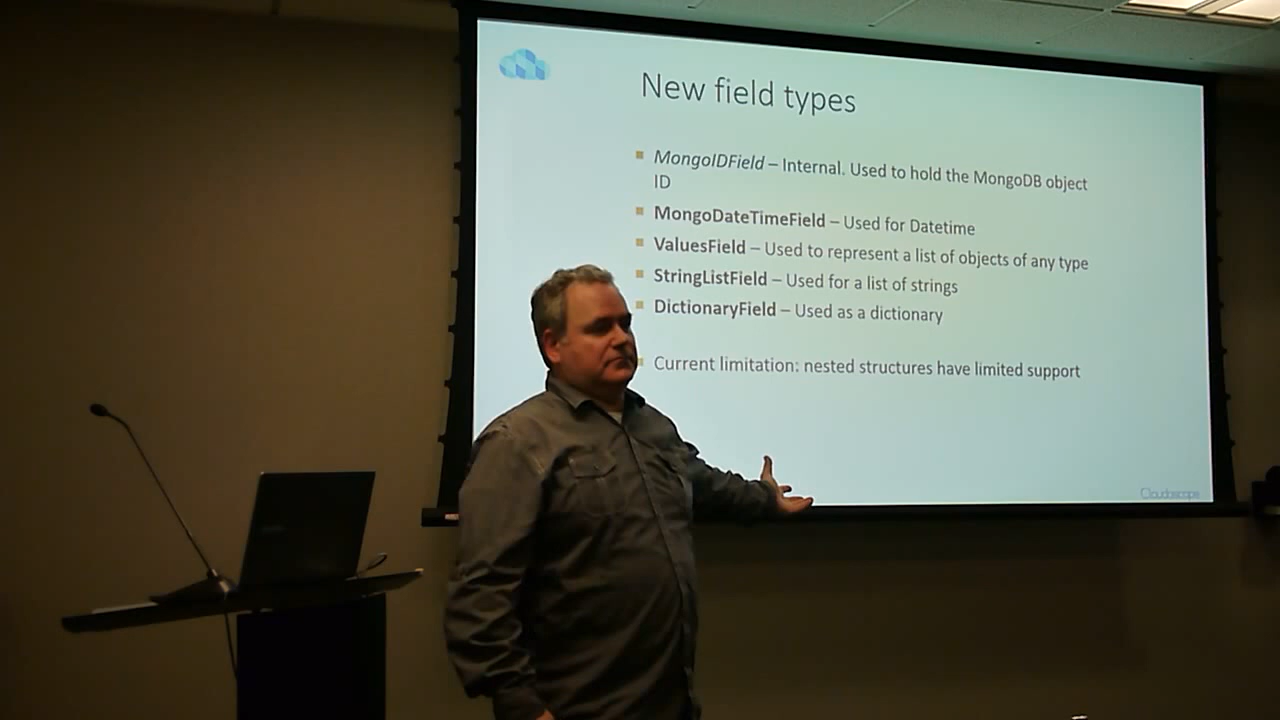 New field types
MongoIDField – Internal. Used to hold the MongoDB object
ID
MongoDateTimeField – Used for Datetime
ValuesField – Used to represent a list of objects of any type
StringListField – Used for a list of strings
DictionaryField – Used as a dictionary
Current limitation: nested structures have limited support
Cloudoscope